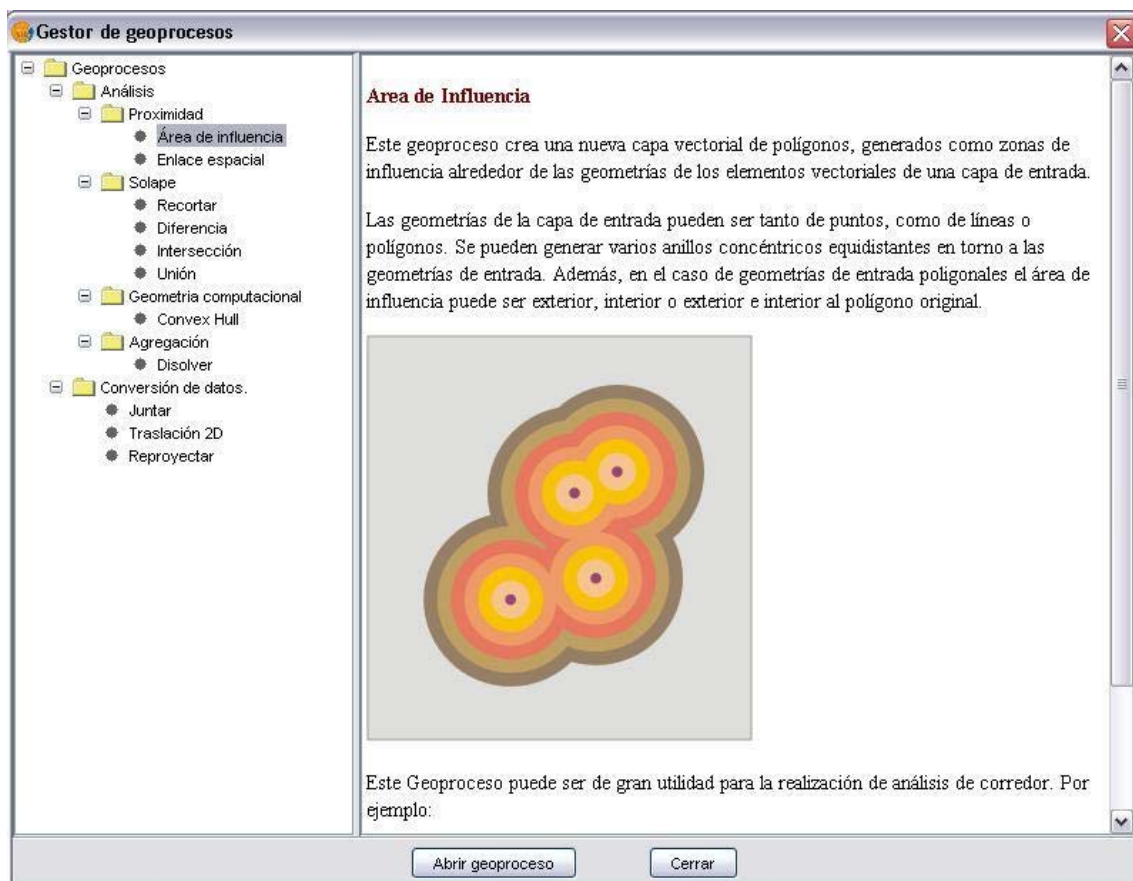 Gestor de geoprocesos
Geoprocesos
Análisis
Proximidad
Área de influencia
Enlace espacial
Solape
Recortar
Diferencia
Intersección
Unión
Geometria computacional
Convex Hull
Agregación
Disolver
Conversión de datos.
Juntar
Traslación 2D
Reproyectar
Area de Influencia
Este geoproceso crea una nueva capa vectorial de polígonos, generados como zonas de
influencia alrededor de las geometrías de los elementos vectoriales de una capa de entrada.
Las geometrías de la capa de entrada pueden ser tanto de puntos, como de líneas o
polígonos. Se pueden generar varios anillos concéntricos equidistantes en torno a las
geometrías de entrada. Además, en el caso de geometrías de entrada poligonales el área de
influencia puede ser exterior, interior o exterior e interior al polígono original.
Este Geoproceso puede ser de gran utilidad para la realización de análisis de corredor. Por
ejemplo:
Abrir geoproceso
Cerrar